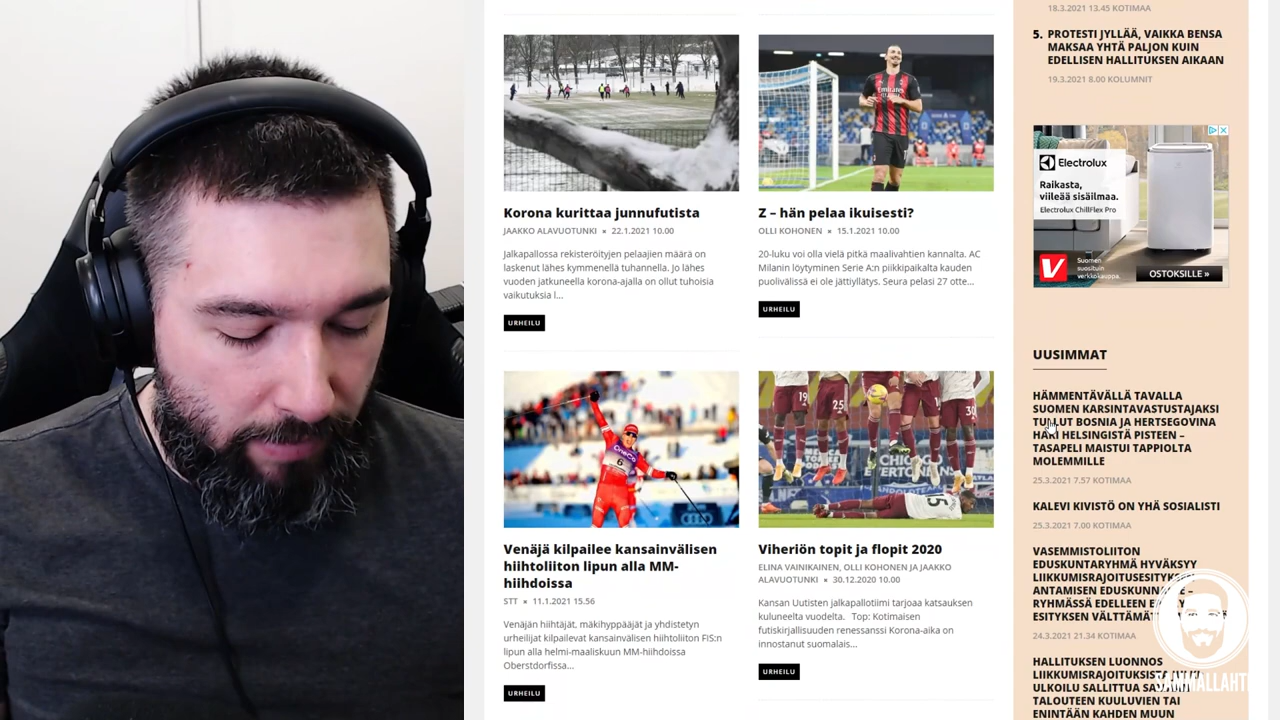 Korona kurittaa junnufutista
JAAKKO ALAVUOTUNKI ▪ 22.1.2021 10.00
Jalkapallossa rekisteröityjen pelaajien määrä on
laskenut lähes kymmenellä tuhannella. Jo lähes
vuoden jatkuneella korona-ajalla on ollut tuhoisia
vaikutuksia l...
URHEILU
Emirates
Z – hän pelaa ikuisesti?
OLLI KOHONEN ▪ 15.1.2021 10.00
20-luku voi olla vielä pitkä maalivahtien kannalta. AC
Milanin löytyminen Serie A:n piikkipaikalta kauden
puolivälissä ei ole jättiyllätys. Seura pelasi 27 otte...
URHEILU
6
Venäjä kilpailee kansainvälisen
hiihtoliiton lipun alla MM-
hiihdoissa
STT ▪ 11.1.2021 15.56
Venäjän hiihtäjät, mäkihyppääjät ja yhdistetyn
urheilijat kilpailevat kansainvälisen hiihtoliiton FIS:n
lipun alla helmi-maaliskuun MM-hiihdoissa
Oberstdorfissa...
URHEILU
19
25
30
15
Viheriön topit ja flopit 2020
ELINA VAINIKAINEN, OLLI KOHONEN JA JAAKKO
ALAVUOTUNKI ▪ 30.12.2020 10.00
Kansan Uutisten jalkapallotiimi tarjoaa katsauksen
kuluneelta vuodelta. Top: Kotimaisen
futiskirjallisuuden renessanssi Korona-aika on
innostanut suomalais...
URHEILU
18.3.2021 13.45 KOTIMAA
5. PROTESTI JYLLÄÄ, VAIKKA BENSA
MAKSAA YHTÄ PALJON KUIN
EDELLISEN HALLITUKSEN AIKAAN
19.3.2021 8.00 KOLUMNIT
Electrolux
Raikasta,
viileää sisäilmaa.
Electrolux ChillFlex Pro
V
Suomen
suosituin
verkkokauppa.
OSTOKSILLE »
UUSIMMAT
HÄMMENTÄVÄLLÄ TAVALLA
SUOMEN KARSINTAVASTUSTAJAKSI
TULLUT BOSNIA JA HERTSEGOVINA
HAKI HELSINGISTÄ PISTEEN –
TASAPELI MAISTUI TAPPIOLTA
MOLEMMILLE
25.3.2021 7.57 KOTIMAA
KALEVI KIVISTÖ ON YHÄ SOSIALISTI
25.3.2021 7.00 KOTIMAA
VASEMMISTOLIITON
EDUSKUNTARYHMÄ HYVÄKSYY
LIIKKUMISRAJOITUSESITYKSEN
ANTAMISEN –
RYHMÄSSÄ EDELLEEN
ESITYKSEN
24.3.2021 21.34 KOTIMAA
HALLITUKSEN LUONNOS
LIIKKUMISRAJOITUKSISTA
ULKOILU SALLITTUA
TALOUTEEN KUULUVIEN TAI
ENINTÄÄN KAHDEN MUUN
SAMMALLAHTI